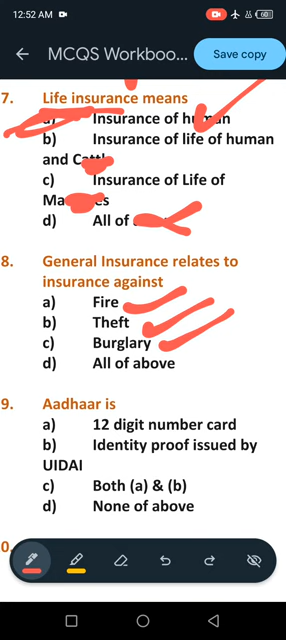 12:52 AM
60
MCQS Workboo...
Save copy
7. Life insurance means
Insurance of human
b) Insurance of life of human
and
c) Insurance of Life of
d) All of
8. General Insurance relates to
insurance against
a) Fire
b) Theft
c) Burglary
d) All of above
9. Aadhaar is
a) 12 digit number card
b) Identity proof issued by
UIDAI
c) Both (a) & (b)
d) None of above